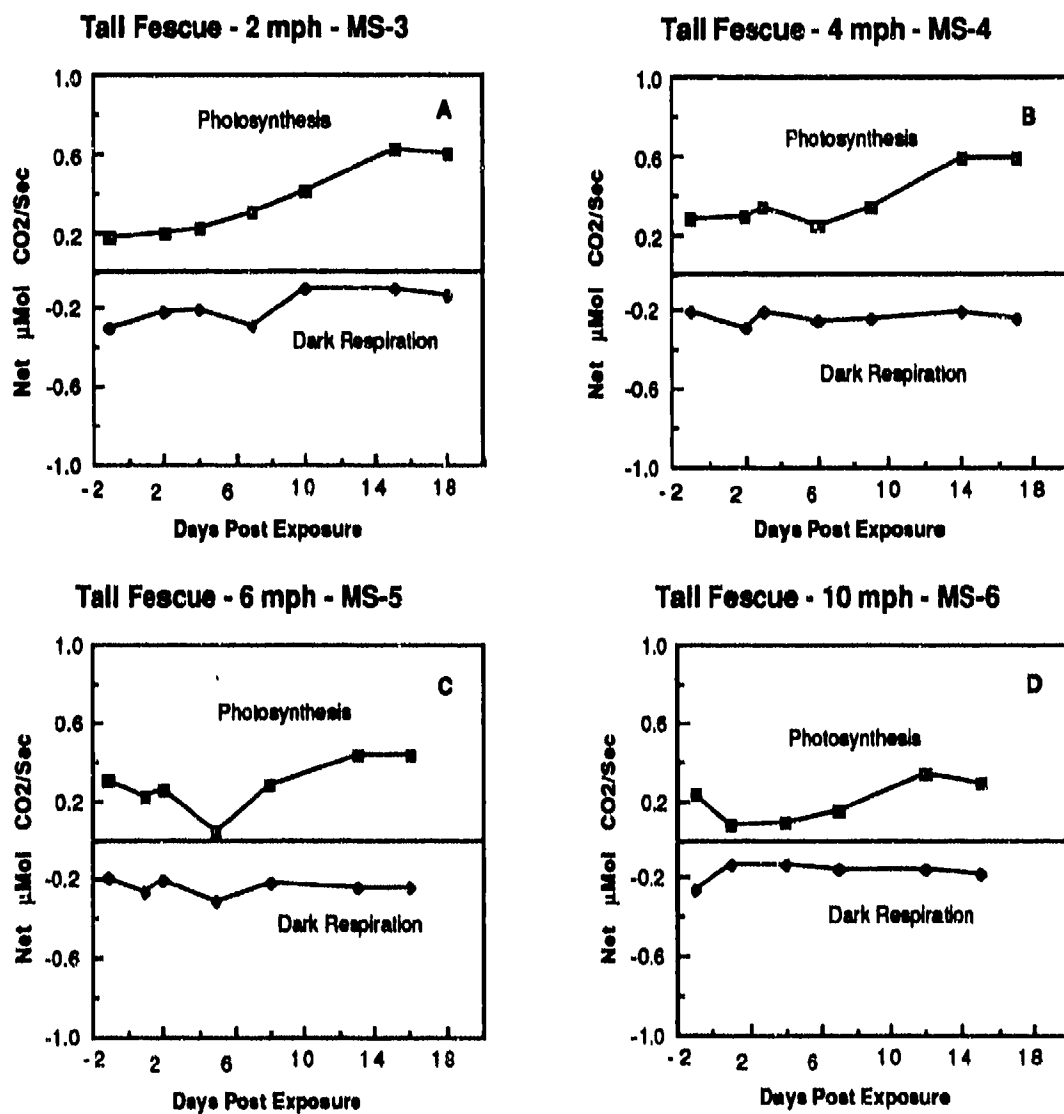 Tall Fescue - 2 mph - MS-3
Net µMol CO2/Sec
1.0
0.6
0.2
-0.2
-0.6
-1.0
A
Photosynthesis
Dark Respiration
-2 2 6 10 14 18
Days Post Exposure
Tall Fescue - 4 mph - MS-4
Net µMol CO2/Sec
1.0
0.6
0.2
-0.2
-0.6
-1.0
B
Photosynthesis
Dark Respiration
-2 2 6 10 14 18
Days Post Exposure
Tall Fescue - 6 mph - MS-5
Net µMol CO2/Sec
1.0
0.6
0.2
-0.2
-0.6
-1.0
C
Photosynthesis
Dark Respiration
-2 2 6 10 14 18
Days Post Exposure
Tall Fescue - 10 mph - MS-6
Net µMol CO2/Sec
1.0
0.6
0.2
-0.2
-0.6
-1.0
D
Photosynthesis
Dark Respiration
-2 2 6 10 14 18
Days Post Exposure